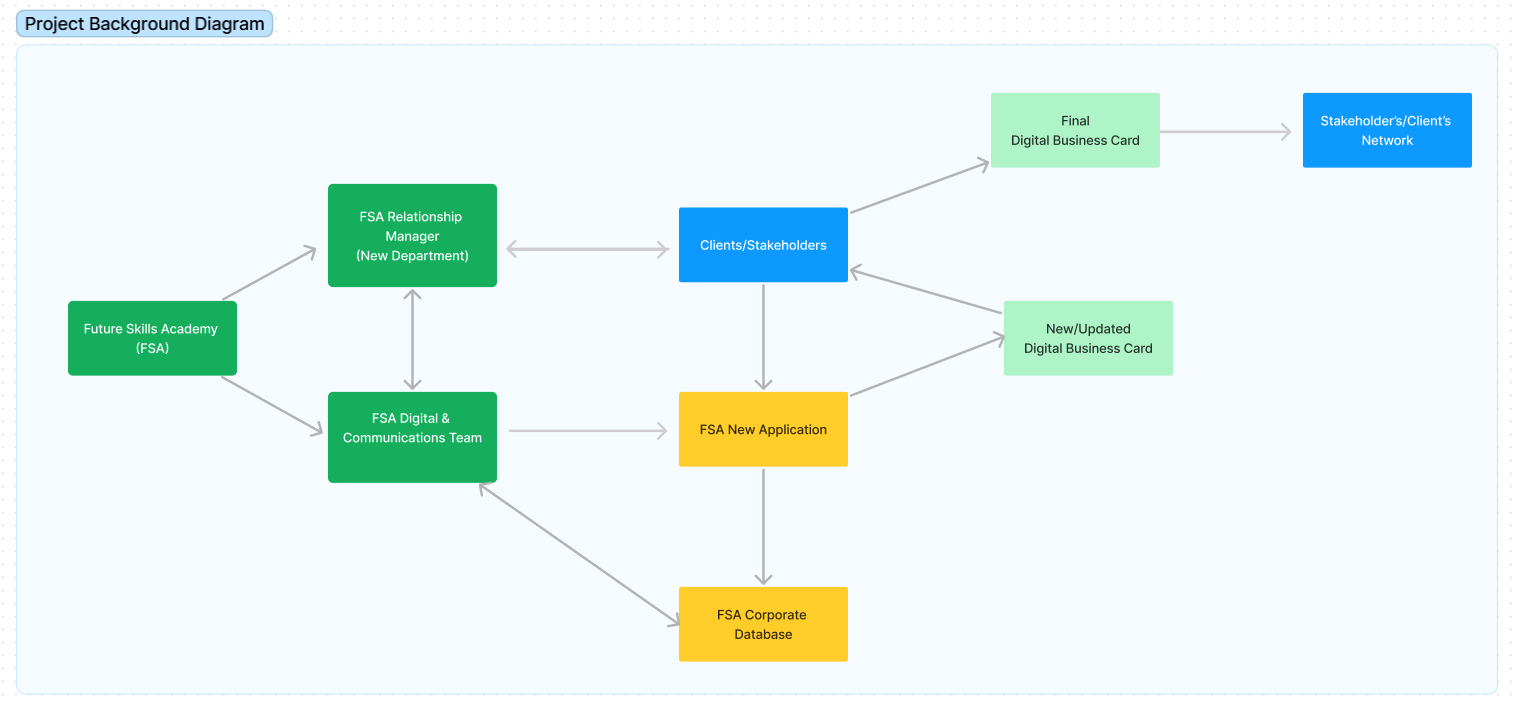 Project Background Diagram
Final
Digital Business Card
Stakeholder's/Client's
Network
FSA Relationship
Manager
(New Department)
Clients/Stakeholders
Future Skills Academy
(FSA)
New/Updated
Digital Business Card
FSA Digital &
Communications Team
FSA New Application
FSA Corporate
Database